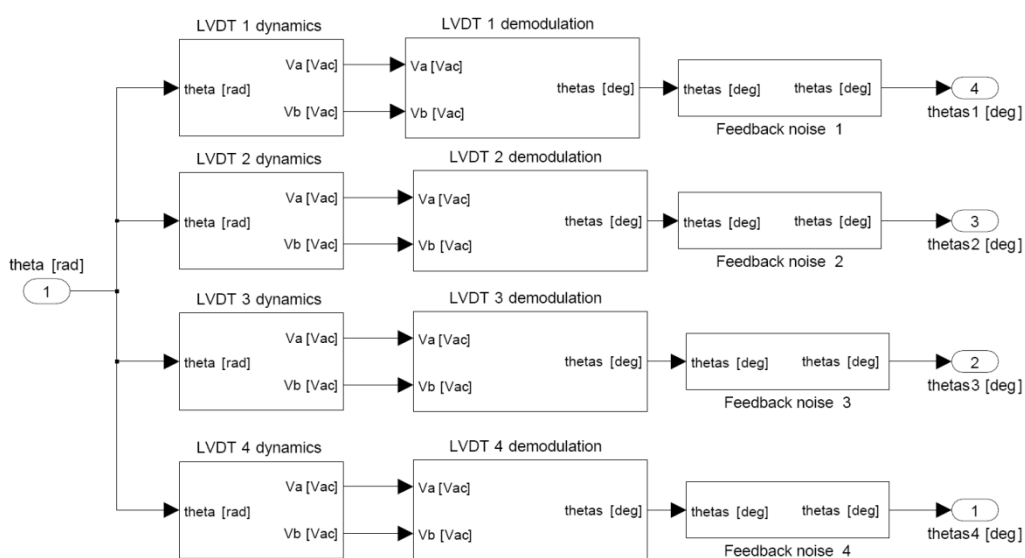 LVDT 1 dynamics
LVDT 1 demodulation
theta [rad]
Va [Vac]
Vb [Vac]
Va [Vac]
Vb [Vac]
thetas [deg]
thetas [deg]
thetas [deg]
Feedback noise 1
4
thetas1 [deg]
LVDT 2 dynamics
LVDT 2 demodulation
theta [rad]
Va [Vac]
Vb [Vac]
Va [Vac]
Vb [Vac]
thetas [deg]
thetas [deg]
thetas [deg]
Feedback noise 2
3
thetas2 [deg]
theta [rad]
1
LVDT 3 dynamics
LVDT 3 demodulation
theta [rad]
Va [Vac]
Vb [Vac]
Va [Vac]
Vb [Vac]
thetas [deg]
thetas [deg]
thetas [deg]
Feedback noise 3
2
thetas3 [deg]
LVDT 4 dynamics
LVDT 4 demodulation
theta [rad]
Va [Vac]
Vb [Vac]
Va [Vac]
Vb [Vac]
thetas [deg]
thetas [deg]
thetas [deg]
Feedback noise 4
1
thetas4 [deg]